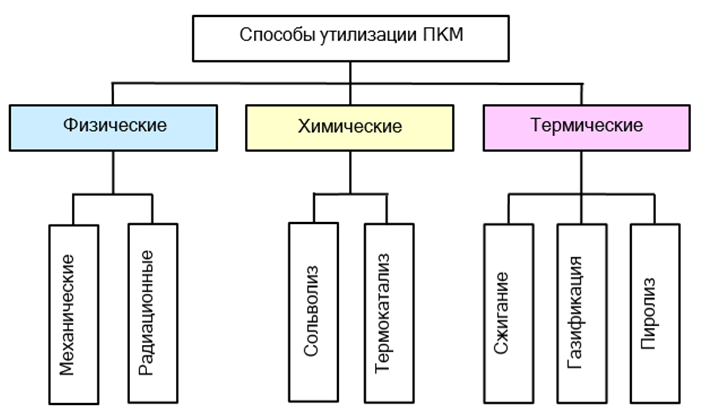 Способы утилизации ПКМ
Физические
Химические
Термические
Механические
Радиационные
Сольволиз
Термокатализ
Сжигание
Газификация
Пиролиз